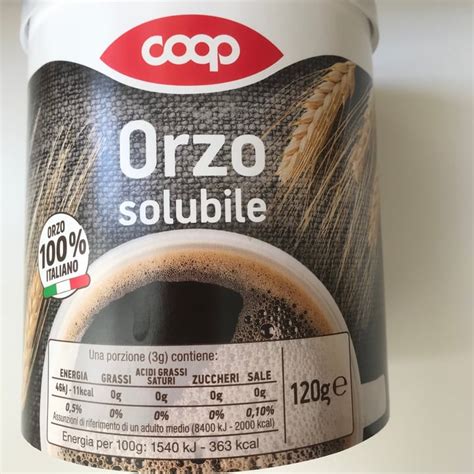 coop
Orzo
solubile
ORZO
100%
ITALIANO
Una porzione (3g) contiene:
ENERGIA GRASSI ACIDI GRASSI SATURI ZUCCHERI SALE
46kJ - 11kcal 0g 0g 0g 0g
0,5% 0% 0% 0% 0,10%
Assunzioni di riferimento di un adulto medio (8400 kJ - 2000 kcal)
Energia per 100g: 1540 kJ - 363 kcal
120g e